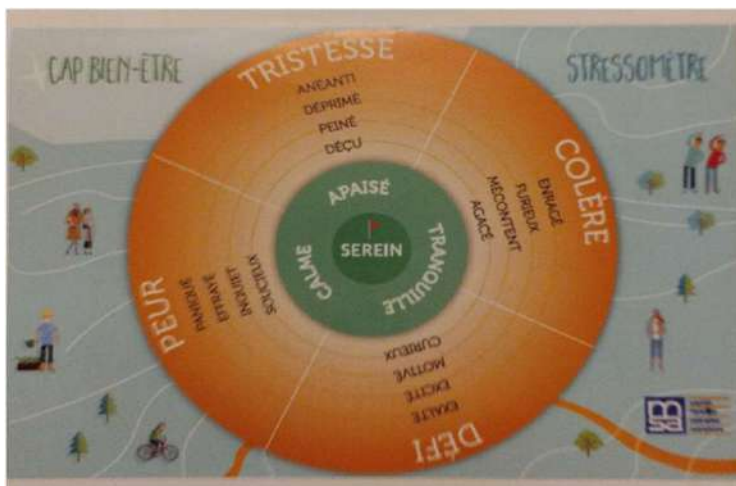 CAP BIEN-ÊTRE
STRESSOMÈTRE
TRISTESSE
ANÉANTI
DÉPRIMÉ
PEINÉ
DÉÇU
COLÈRE
ENRAGÉ
FURIEUX
MÉCONTENT
AGACÉ
APAISÉ
TRANQUILLE
CALME
SEREIN
PEUR
PANIQUÉ
EFFRAYÉ
INQUIET
SOUCIEUX
CURIEUX
MOTIVÉ
EXCITÉ
EXALTÉ
DÉFI